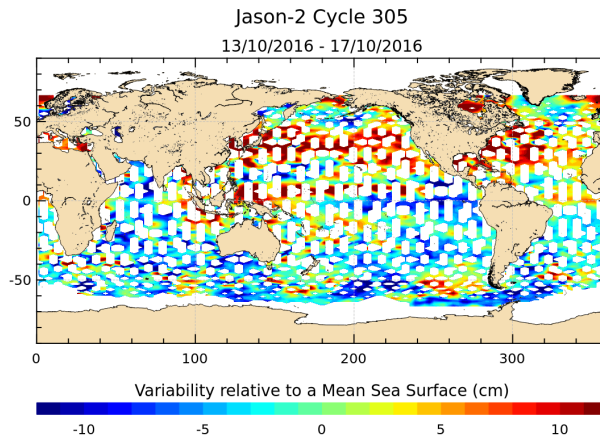 Jason-2 Cycle 305
13/10/2016 - 17/10/2016
50
0
-50
0 100 200 300
Variability relative to a Mean Sea Surface (cm)
-10 -5 0 5 10